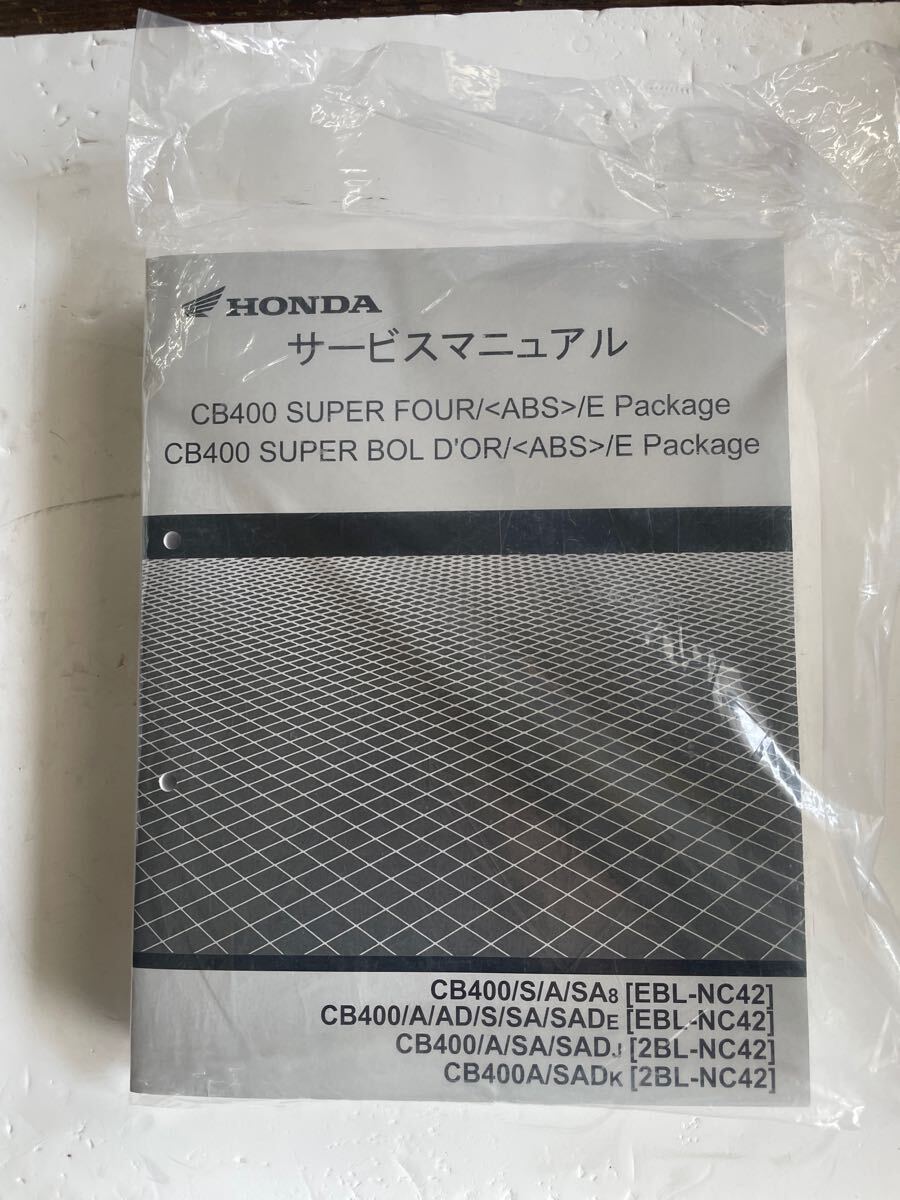 HONDA
サービスマニュアル
CB400 SUPER FOUR/<ABS>/E Package
CB400 SUPER BOL D'OR/<ABS>/E Package
CB400/S/A/SA8 [EBL-NC42]
CB400/A/AD/S/SA/SADE [EBL-NC42]
CB400/A/SA/SADJ [2BL-NC42]
CB400A/SADK [2BL-NC42]